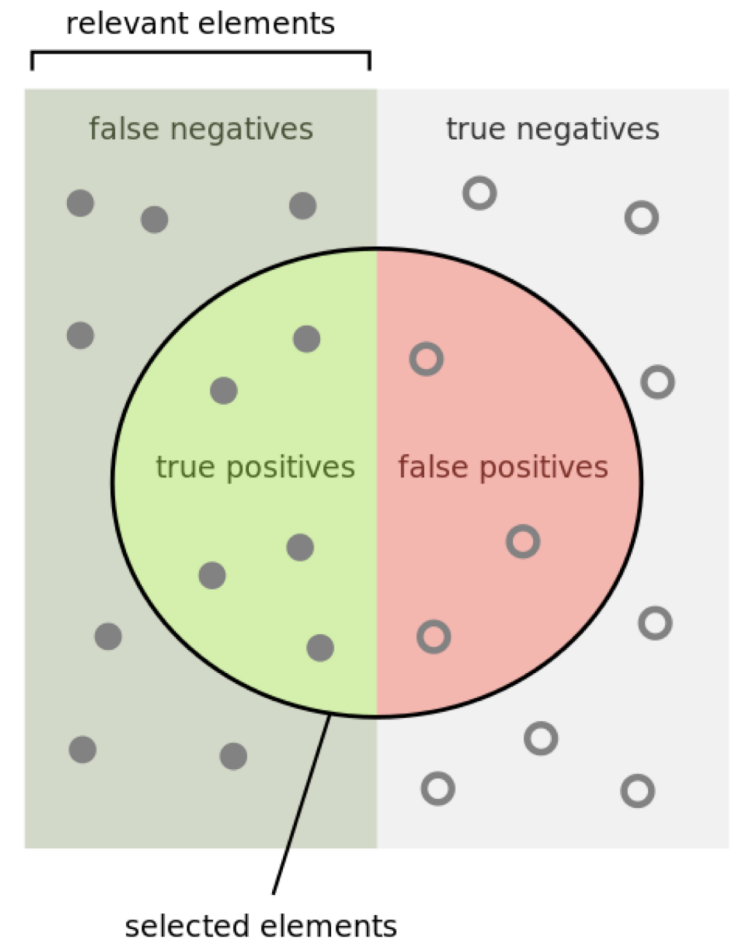 relevant elements
false negatives
true negatives
true positives
false positives
selected elements